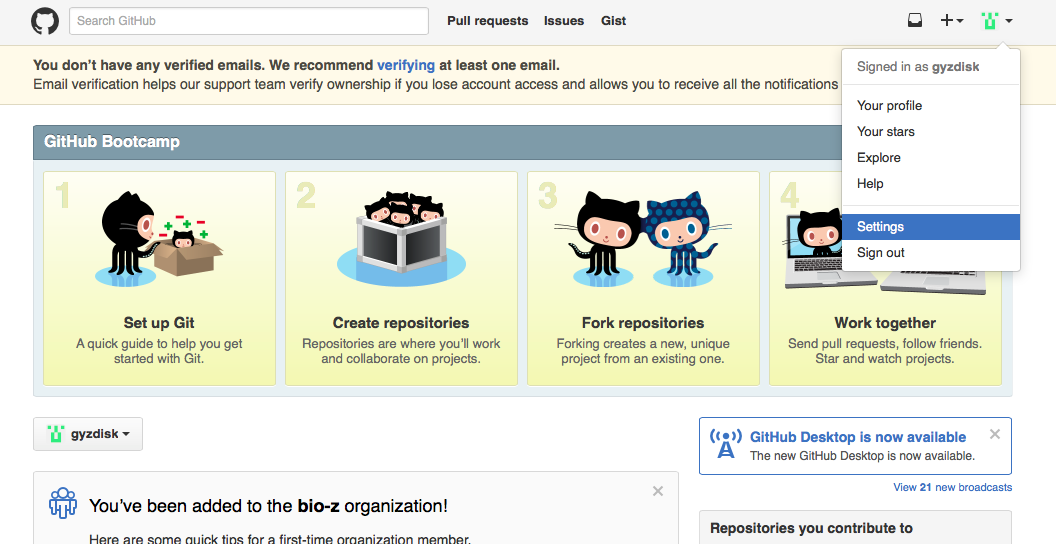 Search GitHub
Pull requests Issues Gist
You don't have any verified emails. We recommend verifying at least one email.
Email verification helps our support team verify ownership if you lose account access and allows you to receive all the notifications
Signed in as gyzdisk
Your profile
Your stars
Explore
Help
Settings
Sign out
GitHub Bootcamp
1
Set up Git
A quick guide to help you get
started with Git.
2
Create repositories
Repositories are where you'll work
and collaborate on projects.
3
Fork repositories
Forking creates a new, unique
project from an existing one.
4
Work together
Send pull requests, follow friends.
Star and watch projects.
gyzdisk
You've been added to the bio-z organization!
Here are some quick tips for a first-time organization member.
GitHub Desktop is now available
The new GitHub Desktop is now available.
View 21 new broadcasts
Repositories you contribute to